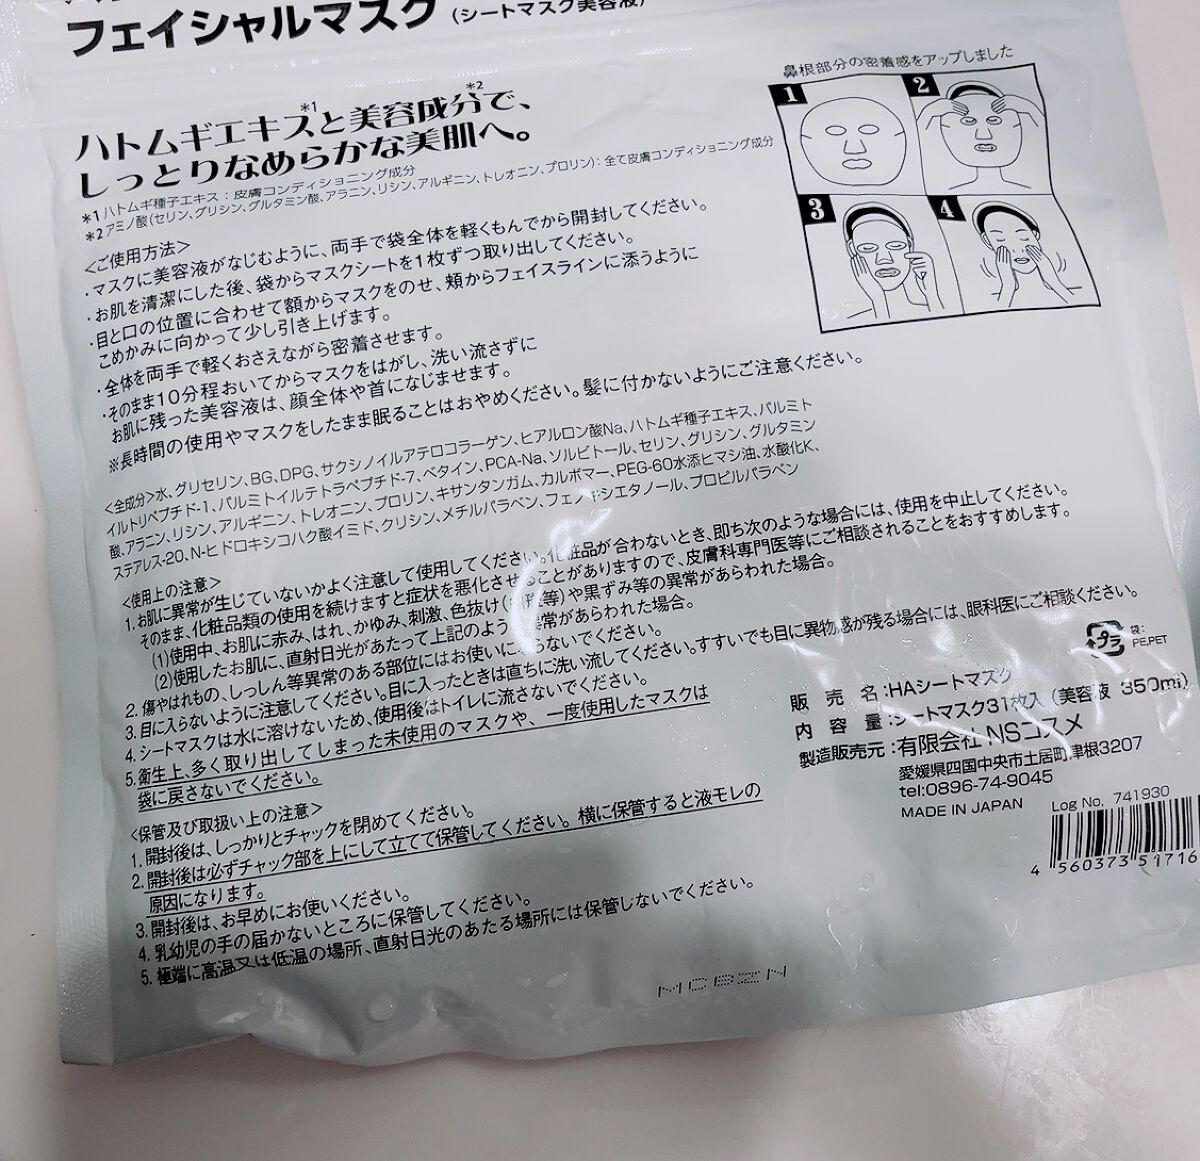 フェイシャルマスク（シートマスク美容液）
ハトムギエキス*1と美容成分*2で、
しっとりなめらかな美肌へ。
*1 ハトムギ種子エキス：皮膚コンディショニング成分
*2 アミノ酸（セリン、グリシン、グルタミン酸、アラニン、リシン、アルギニン、トレオニン、プロリン）：全て皮膚コンディショニング成分
鼻根部分の密着感をアップしました
1
2
3
4
＜ご使用方法＞
・マスクに美容液がなじむように、両手で袋全体を軽くもんでから開封してください。
・お肌を清潔にした後、袋からマスクシートを1枚ずつ取り出してください。
・目と口の位置に合わせて額からマスクをのせ、頬からフェイスラインに添うように
こめかみに向かって少し引き上げます。
・全体を両手で軽くおさえながら密着させます。
・そのまま10分程おいてからマスクをはがし、洗い流さずに
お肌に残った美容液は、顔全体や首になじませます。
※長時間の使用やマスクをしたまま眠ることはおやめください。髪に付かないようにご注意ください。
＜全成分＞水、グリセリン、BG、DPG、サクシノイルアテロコラーゲン、ヒアルロン酸Na、ハトムギ種子エキス、パルミト
イルトリペプチド-1、パルミトイルテトラペプチド-7、ベタイン、PCA-Na、ソルビトール、セリン、グリシン、グルタミン
酸、アラニン、リシン、アルギニン、トレオニン、プロリン、キサンタンガム、カルボマー、PEG-60水添ヒマシ油、水酸化K、
ステアレス-20、N-ヒドロキシコハク酸イミド、クリシン、メチルパラベン、フェノキシエタノール、プロピルパラベン
＜使用上の注意＞
1. お肌に異常が生じていないかよく注意して使用してください。化粧品が合わないとき、即ち次のような場合には、使用を中止してください。
そのまま、化粧品類の使用を続けますと症状を悪化させることがありますので、皮膚科専門医等にご相談されることをおすすめします。
(1)使用中、お肌に赤み、はれ、かゆみ、刺激、色抜け(白斑等)や黒ずみ等の異常があらわれた場合。
(2)使用したお肌に、直射日光があたって上記のような異常があらわれた場合。
2. 傷やはれもの、しっしん等異常のある部位にはお使いにならないでください。
3. 目に入らないように注意してください。目に入ったときは直ちに洗い流してください。すすいでも目に異物感が残る場合には、眼科医にご相談ください。
4. シートマスクは水に溶けないため、使用後はトイレに流さないでください。
5. 衛生上、多く取り出してしまった未使用のマスクや、一度使用したマスクは
袋に戻さないでください。
＜保管及び取扱い上の注意＞
1. 開封後は、しっかりとチャックを閉めてください。
2. 開封後は必ずチャック部を上にして立てて保管してください。横に保管すると液モレの
原因になります。
3. 開封後は、お早めにお使いください。
4. 乳幼児の手の届かないところに保管してください。
5. 極端に高温又は低温の場所、直射日光のあたる場所には保管しないでください。
プラ
袋：
PE,PET
販売名：HAシートマスク
内容量：シートマスク31枚入（美容液 350ml）
製造販売元：有限会社 NSコスメ
愛媛県四国中央市土居町津根3207
tel:0896-74-9045
MADE IN JAPAN
Log No. 741930
4 560373 51716
MCBZN